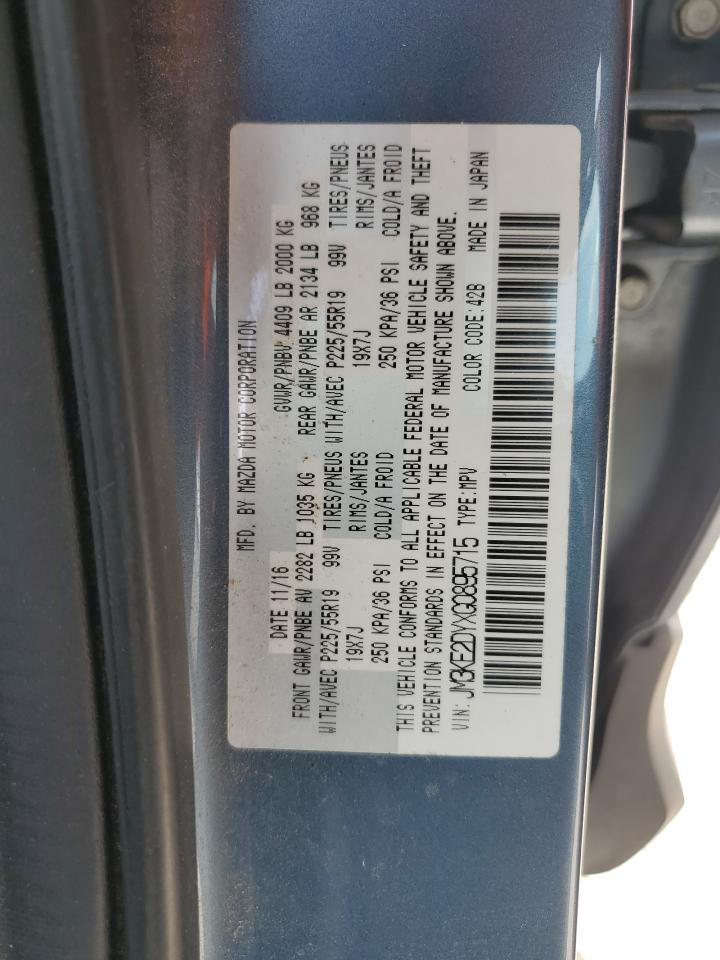 MFD. BY MAZDA MOTOR CORPORATION
DATE 11/16 GVWR/PNBV 4409 LB 2000 KG
FRONT GAWR/PNBE AV 2282 LB 1035 KG REAR GAWR/PNBE AR 2134 LB 968 KG
WITH/AVEC P225/55R19 99V TIRES/PNEUS WITH/AVEC P225/55R19 99V TIRES/PNEUS
19X7J RIMS/JANTES 19X7J RIMS/JANTES
250 KPA/36 PSI COLD/A FROID 250 KPA/36 PSI COLD/A FROID
THIS VEHICLE CONFORMS TO ALL APPLICABLE FEDERAL MOTOR VEHICLE SAFETY AND THEFT
PREVENTION STANDARDS IN EFFECT ON THE DATE OF MANUFACTURE SHOWN ABOVE.
VIN: JM3KE2DYXG0895715 TYPE:MPV COLOR CODE:42B MADE IN JAPAN